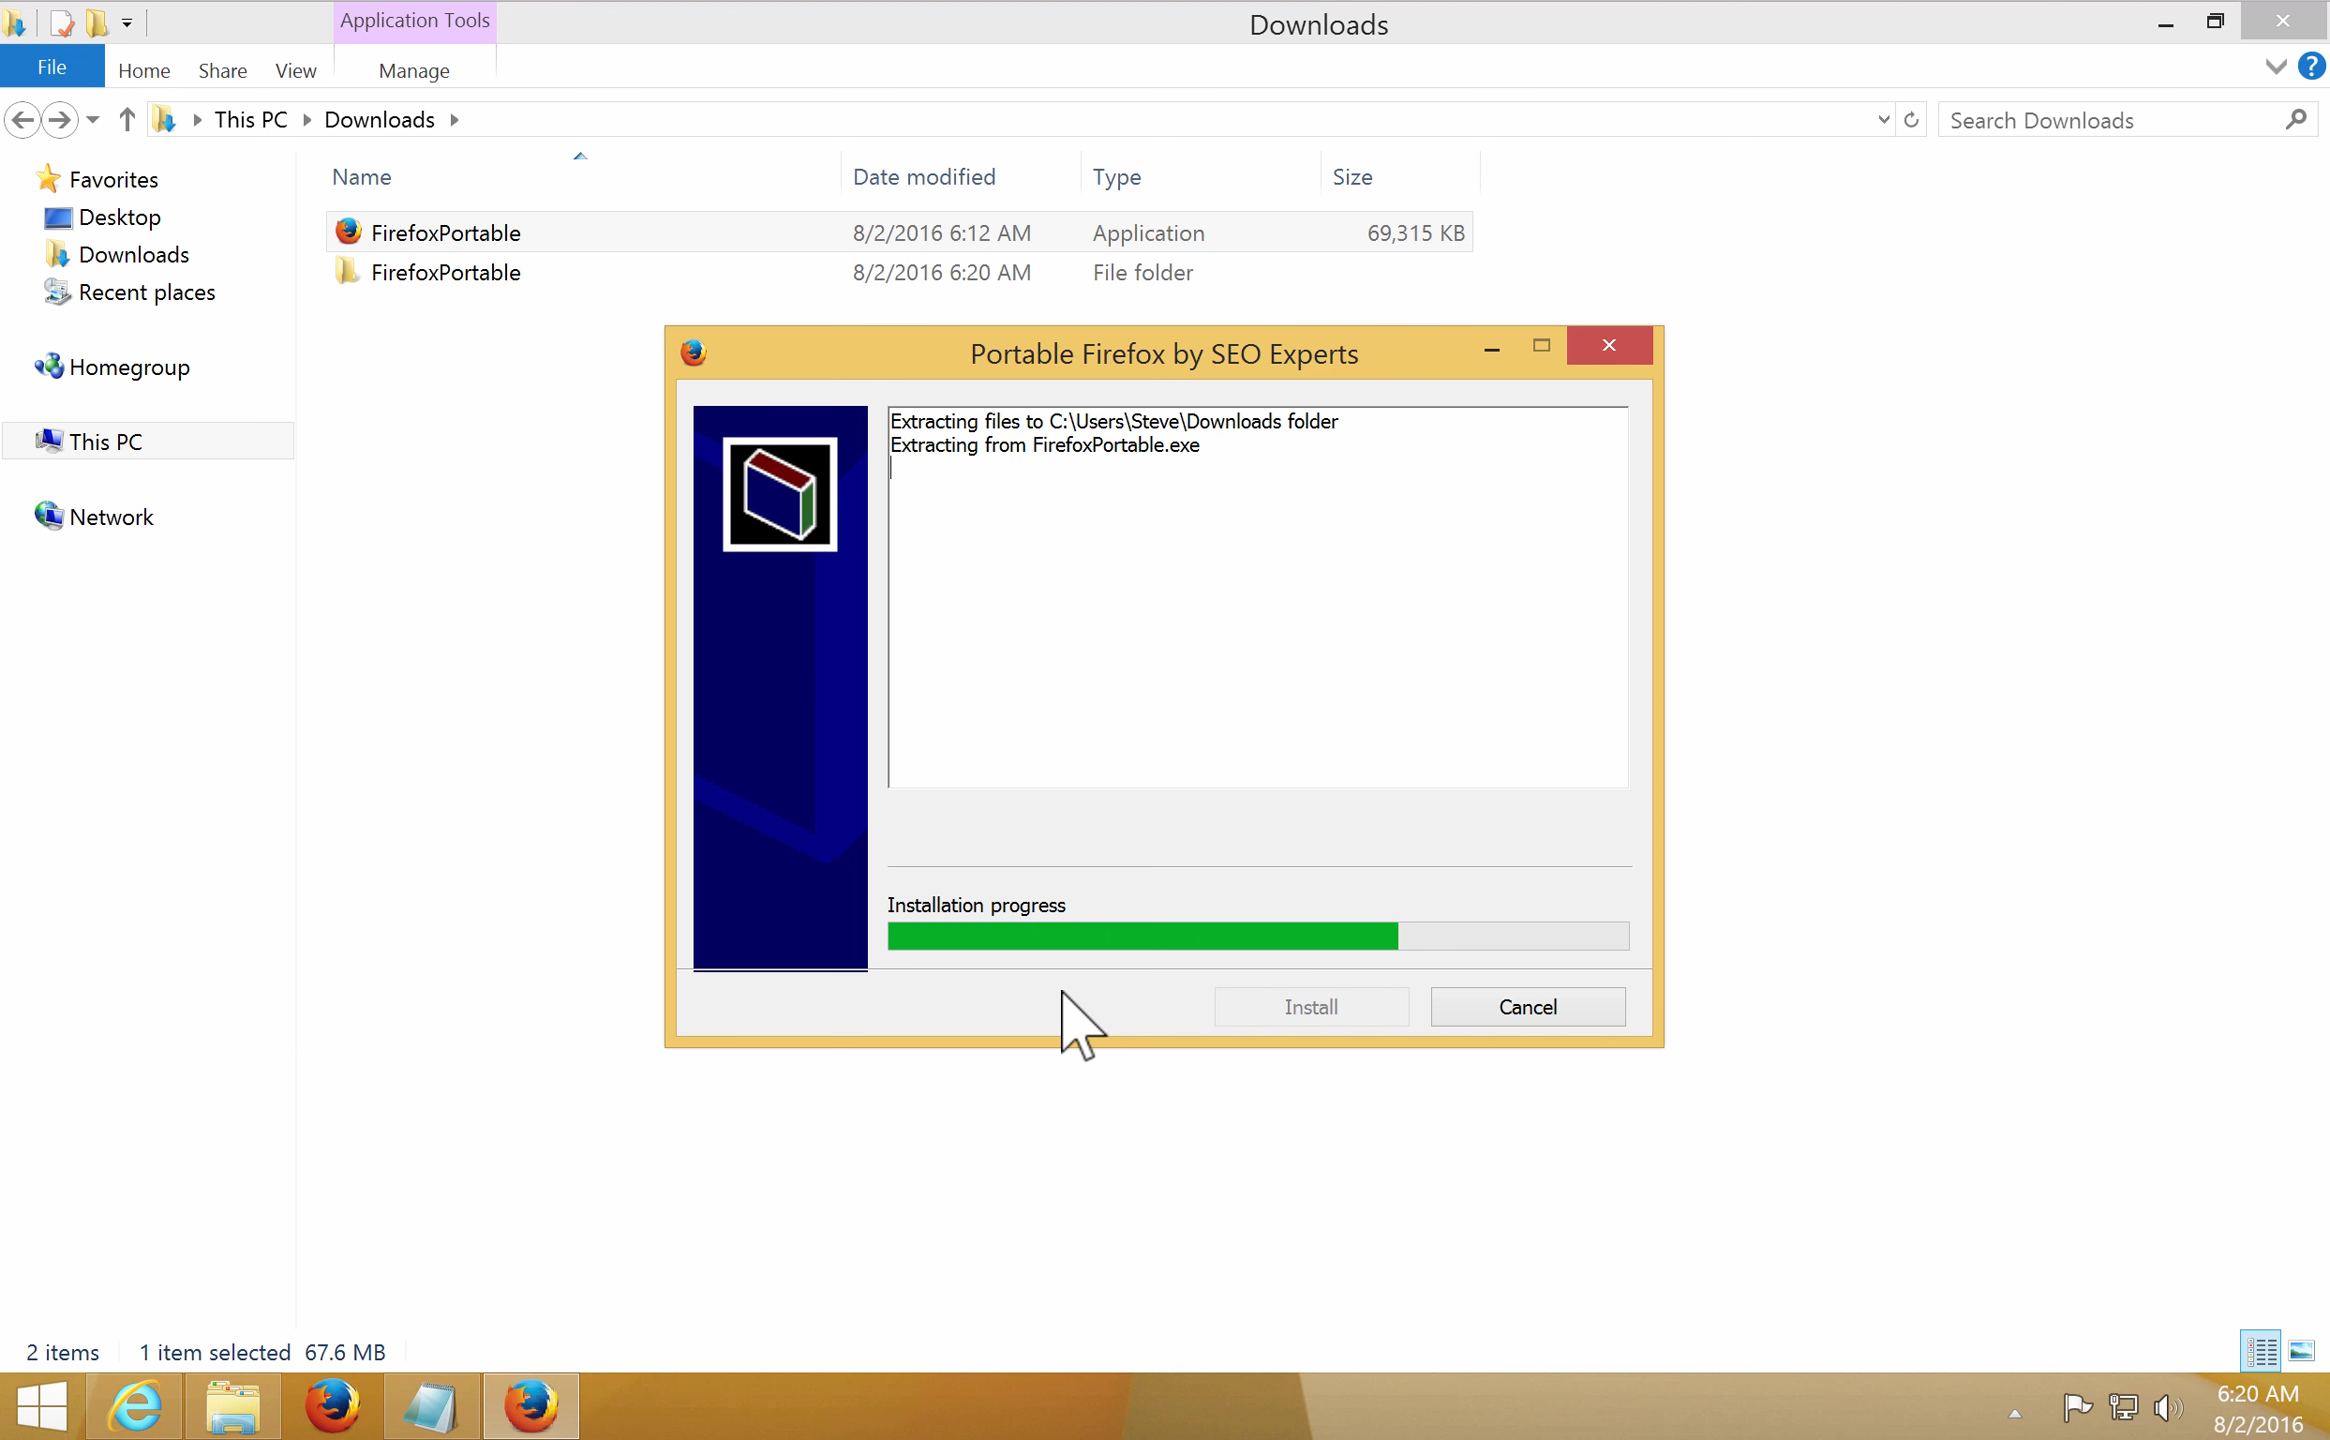 Application Tools
Downloads
File
Home
Share
View
Manage
This PC
Downloads
Search Downloads
Favorites
Desktop
Downloads
Recent places
Homegroup
This PC
Network
Name
Date modified
Type
Size
FirefoxPortable
8/2/2016 6:12 AM
Application
69,315 KB
FirefoxPortable
8/2/2016 6:20 AM
File folder
Portable Firefox by SEO Experts
Extracting files to C:\Users\Steve\Downloads folder
Extracting from FirefoxPortable.exe
Installation progress
Install
Cancel
2 items
1 item selected 67.6 MB
6:20 AM
8/2/2016